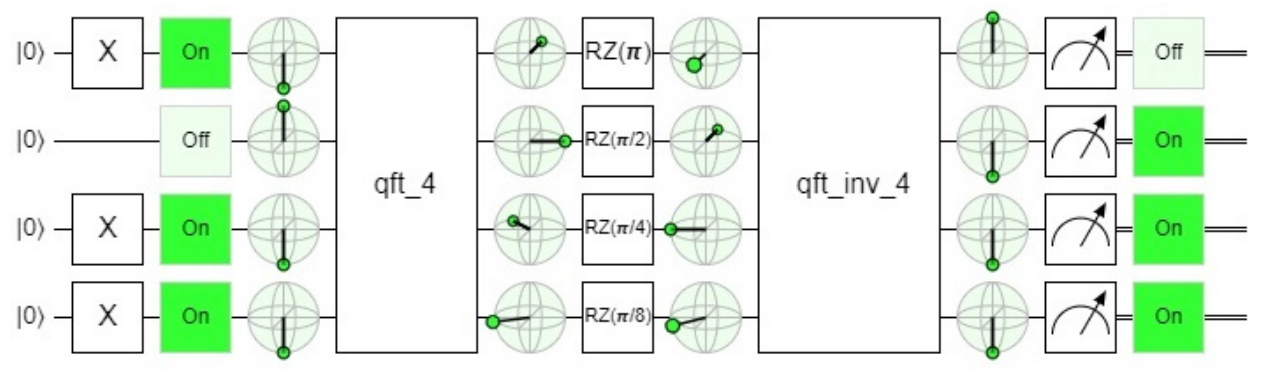 |0⟩ X On RZ(π) Off
|0⟩ Off RZ(π/2) On
qft_4 qft_inv_4
|0⟩ X On RZ(π/4) On
|0⟩ X On RZ(π/8) On